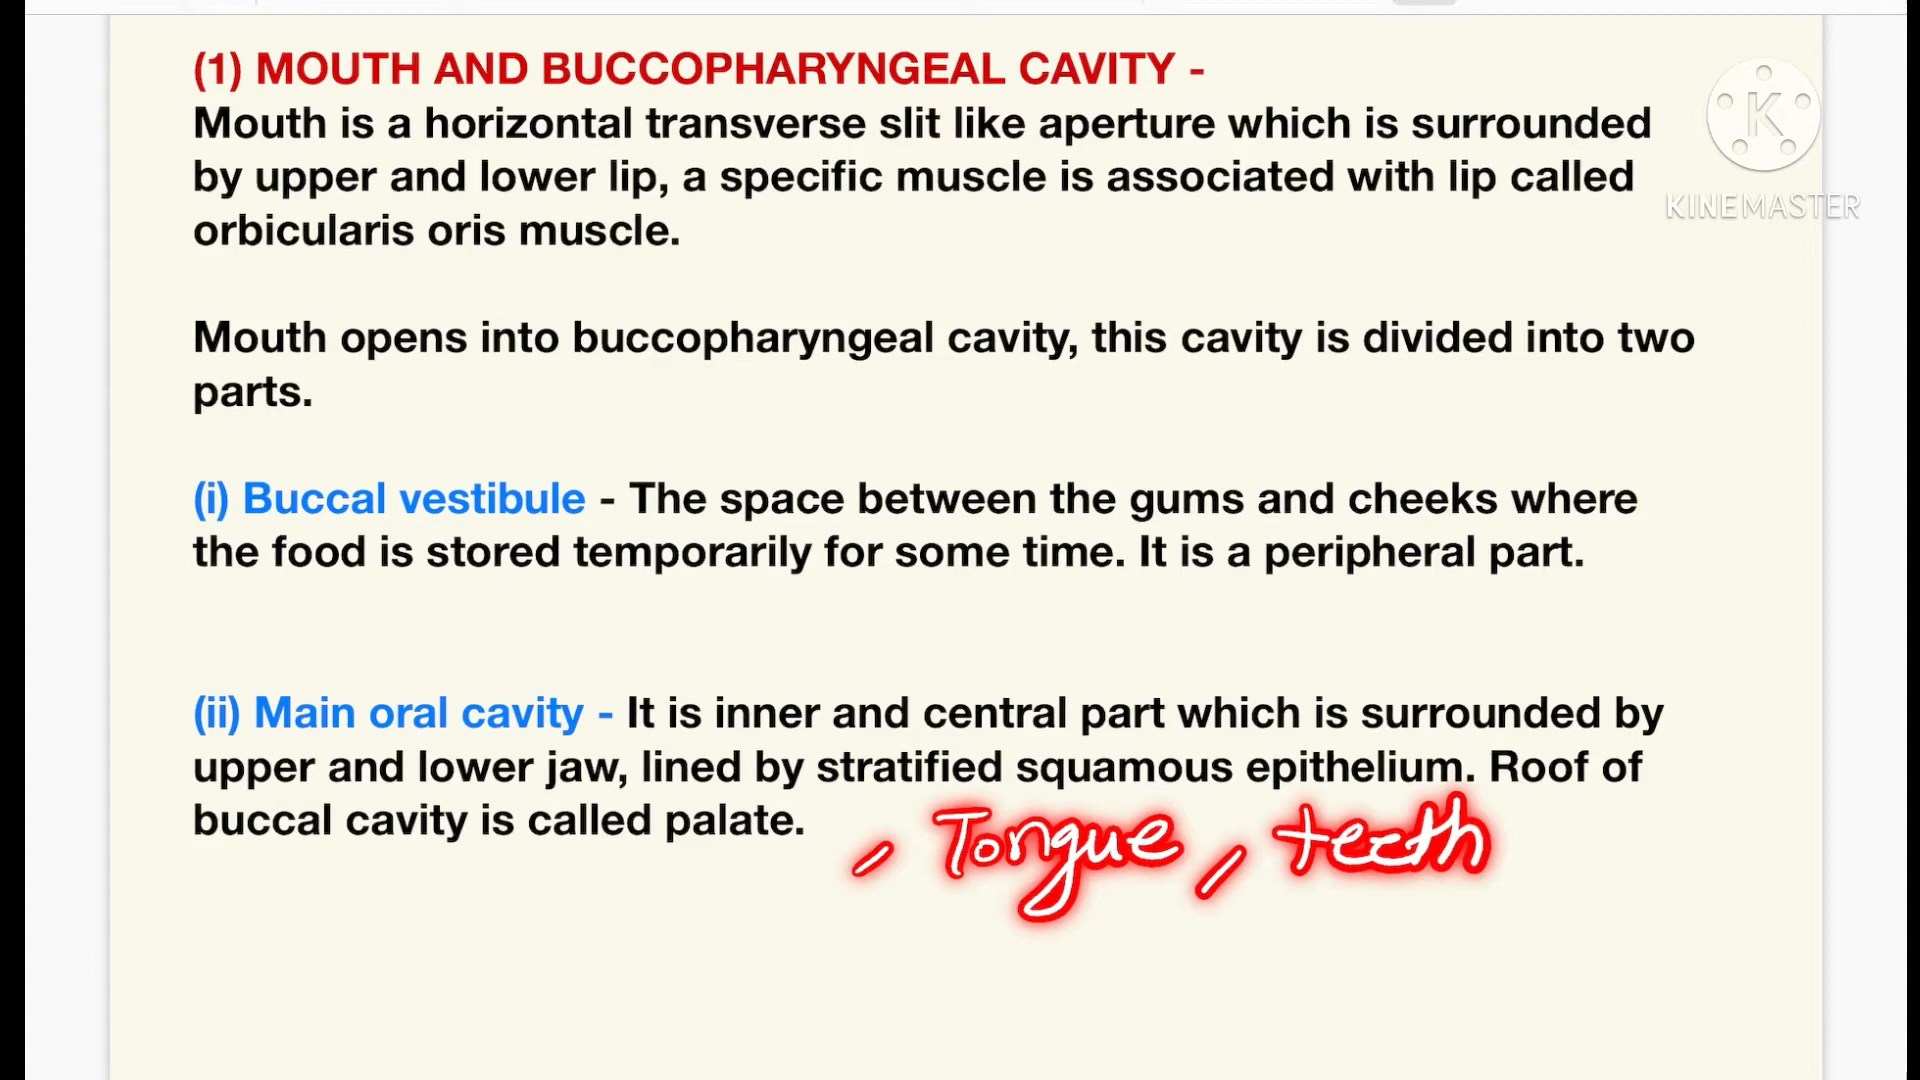 (1) MOUTH AND BUCCOPHARYNGEAL CAVITY -
Mouth is a horizontal transverse slit like aperture which is surrounded
by upper and lower lip, a specific muscle is associated with lip called
orbicularis oris muscle.
K
KINEMASTER
Mouth opens into buccopharyngeal cavity, this cavity is divided into two
parts.
(i) Buccal vestibule - The space between the gums and cheeks where
the food is stored temporarily for some time. It is a peripheral part.
(ii) Main oral cavity - It is inner and central part which is surrounded by
upper and lower jaw, lined by stratified squamous epithelium. Roof of
buccal cavity is called palate.
, Tongue, teeth